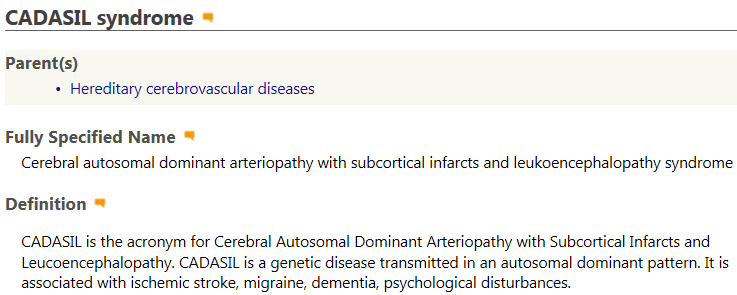 CADASIL syndrome
Parent(s)
• Hereditary cerebrovascular diseases
Fully Specified Name
Cerebral autosomal dominant arteriopathy with subcortical infarcts and leukoencephalopathy syndrome
Definition
CADASIL is the acronym for Cerebral Autosomal Dominant Arteriopathy with Subcortical Infarcts and
Leucoencephalopathy. CADASIL is a genetic disease transmitted in an autosomal dominant pattern. It is
associated with ischemic stroke, migraine, dementia, psychological disturbances.